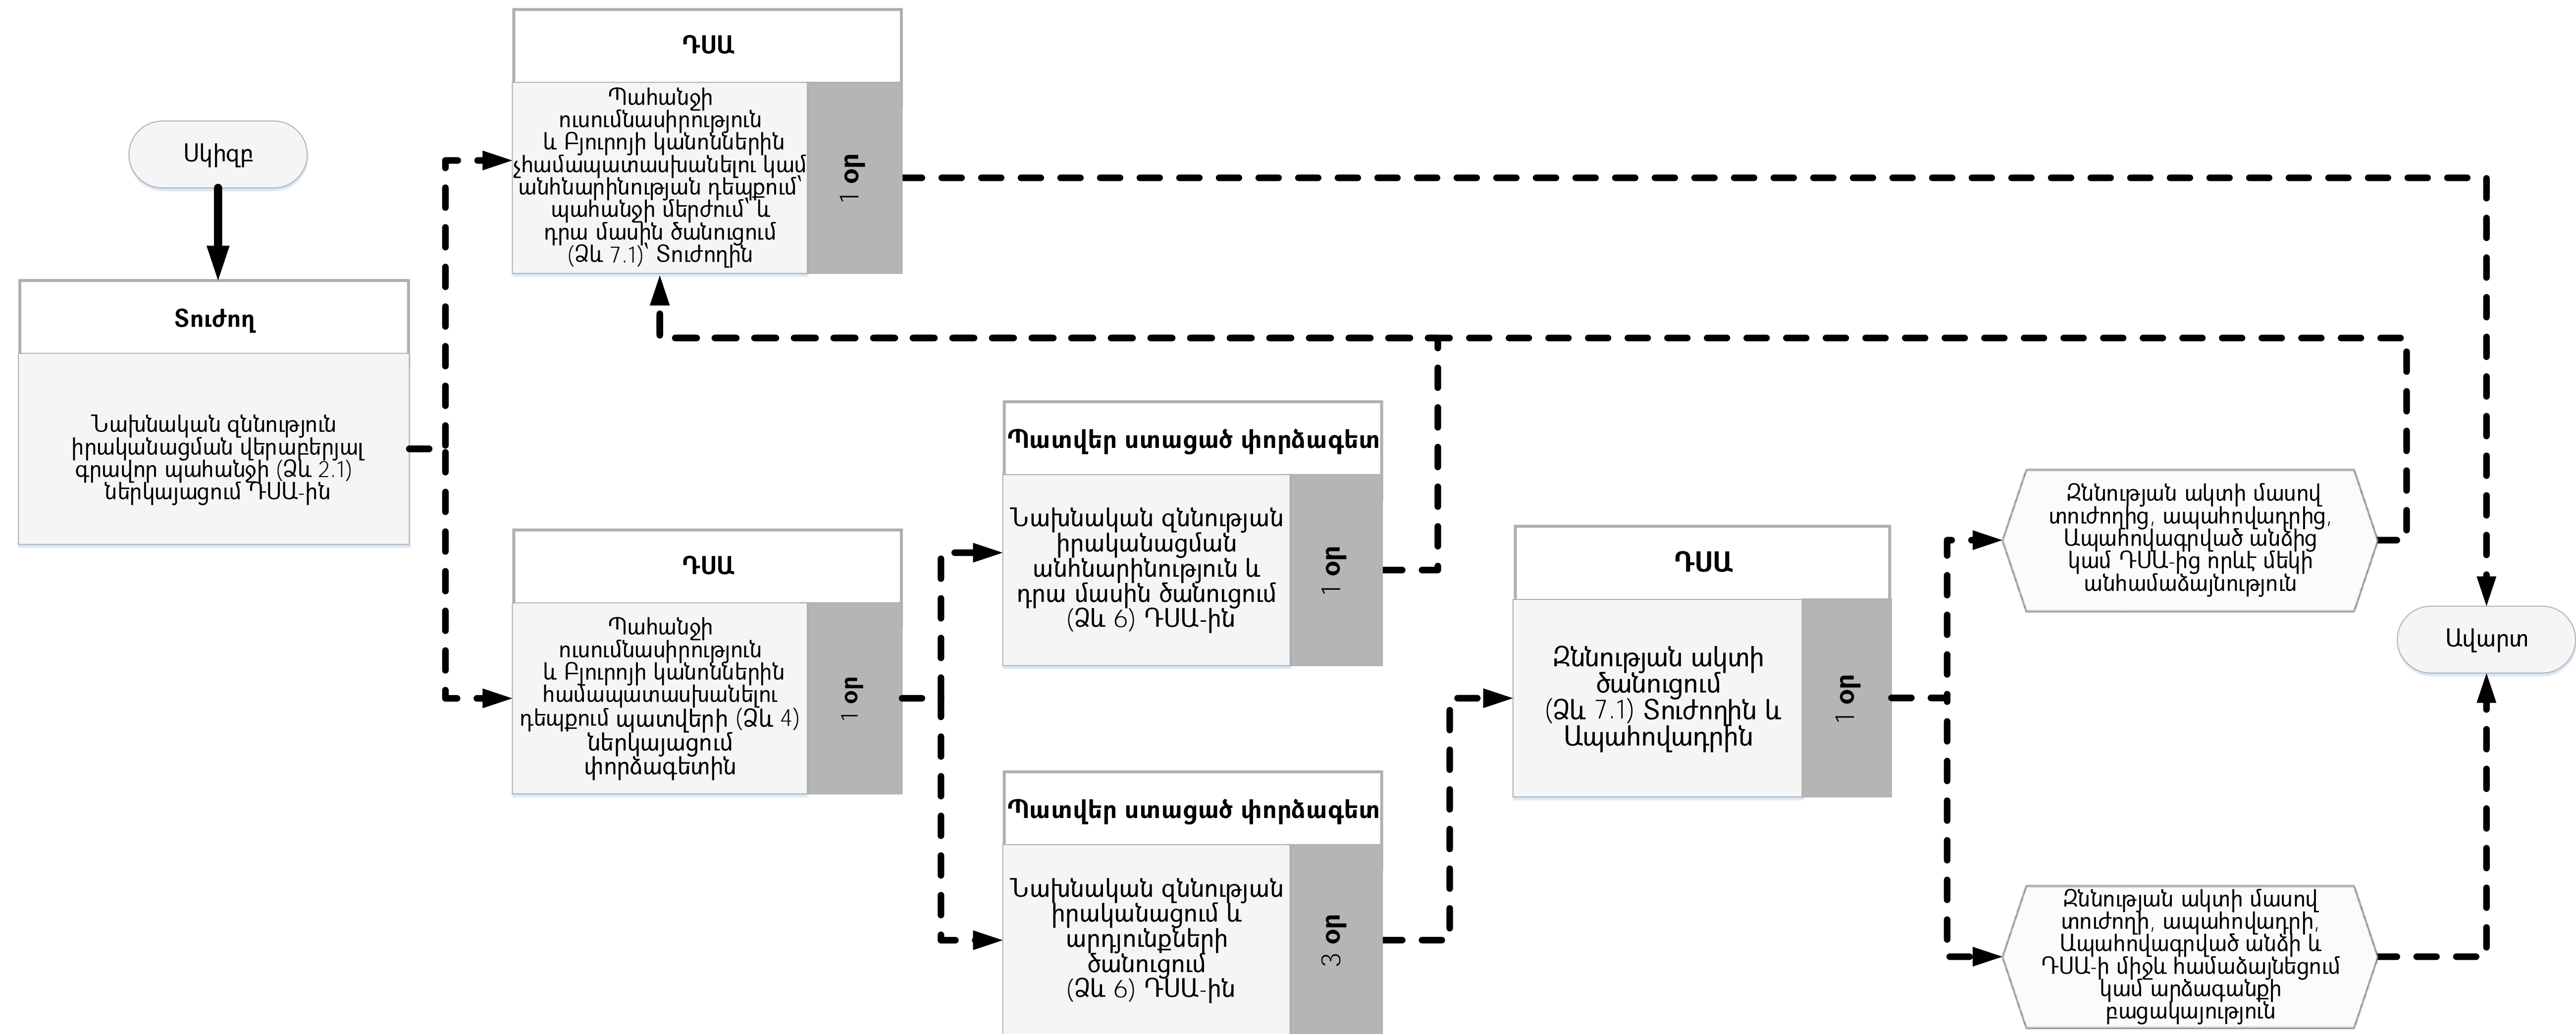 Սկիզբ
Տուժող
Նախնական զննություն
իրականացման վերաբերյալ
գրավոր պահանջի (Ձև 2.1)
ներկայացում ԴՍԱ-ին
ԴՍԱ
Պահանջի
ուսումնասիրություն
և Բյուրոյի կանոններին
չհամապատասխանելու կամ
անհնարինության դեպքում՝
պահանջի մերժում՝ և
դրա մասին ծանուցում
(Ձև 7.1)՝ Տուժողին
1 օր
ԴՍԱ
Պահանջի
ուսումնասիրություն
և Բյուրոյի կանոններին
համապատասխանելու
դեպքում պատվերի (Ձև 4)
ներկայացում
փորձագետին
1 օր
Պատվեր ստացած փորձագետ
Նախնական զննության
իրականացման
անհնարինություն և
դրա մասին ծանուցում
(Ձև 6) ԴՍԱ-ին
1 օր
Պատվեր ստացած փորձագետ
Նախնական զննության
իրականացում և
արդյունքների
ծանուցում
(Ձև 6) ԴՍԱ-ին
3 օր
ԴՍԱ
Զննության ակտի
ծանուցում
(Ձև 7.1) Տուժողին և
Ապահովադրին
1 օր
Զննության ակտի մասով
տուժողից, ապահովադրից,
Ապահովագրված անձից
կամ ԴՍԱ-ից որևէ մեկի
անհամաձայնություն
Զննության ակտի մասով
տուժողի, ապահովադրի,
Ապահովագրված անձի և
ԴՍԱ-ի միջև համաձայնեցում
կամ արձագանքի
բացակայություն
Ավարտ